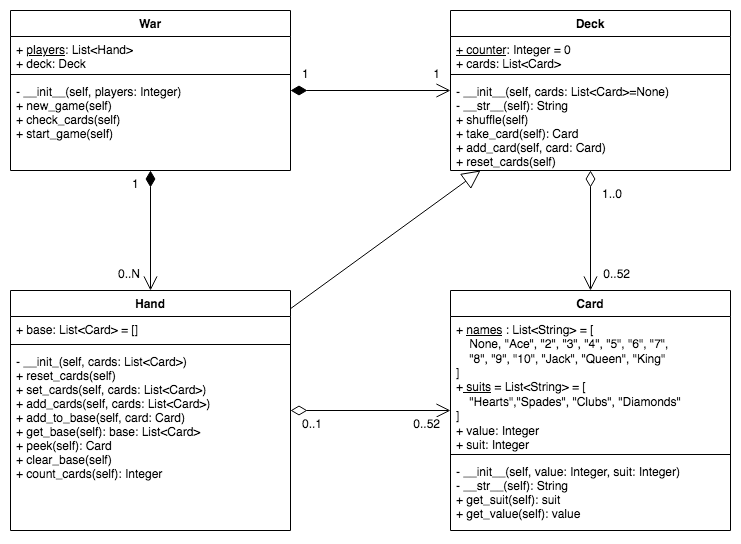 War
+ players: List<Hand>
+ deck: Deck
- __init__(self, players: Integer)
+ new_game(self)
+ check_cards(self)
+ start_game(self)
1
1
Deck
+ counter: Integer = 0
+ cards: List<Card>
- __init__(self, cards: List<Card>=None)
- __str__(self): String
+ shuffle(self)
+ take_card(self): Card
+ add_card(self, card: Card)
+ reset_cards(self)
1
0..N
1..0
0..52
Hand
+ base: List<Card> = []
- __init_(self, cards: List<Card>)
+ reset_cards(self)
+ set_cards(self, cards: List<Card>)
+ add_cards(self, cards: List<Card>)
+ add_to_base(self, card: Card)
+ get_base(self): base: List<Card>
+ peek(self): Card
+ clear_base(self)
+ count_cards(self): Integer
0..1
0..52
Card
+ names : List<String> = [
None, "Ace", "2", "3", "4", "5", "6", "7",
"8", "9", "10", "Jack", "Queen", "King"
]
+ suits = List<String> = [
"Hearts","Spades", "Clubs", "Diamonds"
]
+ value: Integer
+ suit: Integer
- __init__(self, value: Integer, suit: Integer)
- __str__(self): String
+ get_suit(self): suit
+ get_value(self): value